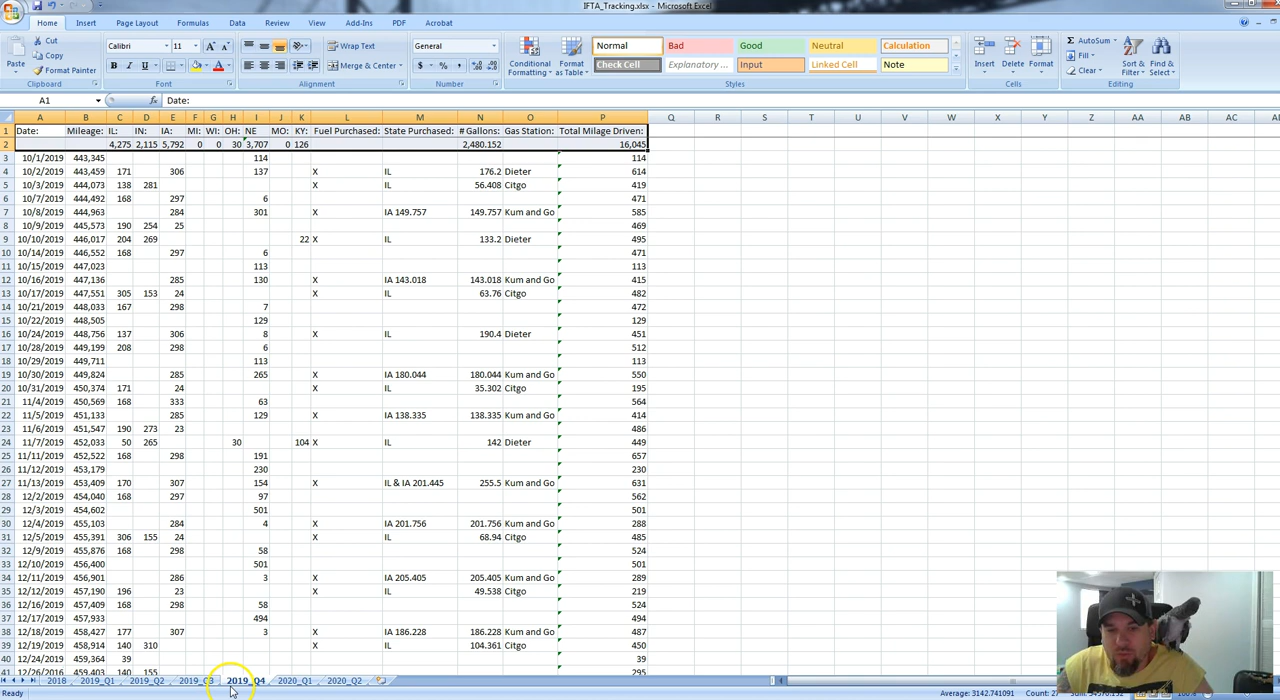 IFTA_Tracking.xlsx - Microsoft Excel
Home Insert Page Layout Formulas Data Review View Add-Ins PDF Acrobat
Paste Cut Copy Format Painter Clipboard
Calibri 11 B I U Font
Wrap Text Merge & Center Alignment
General $ % , Number
Conditional Formatting Format as Table
Normal Bad Good Neutral Calculation
Check Cell Explanatory ... Input Linked Cell Note
Styles
Insert Delete Format Cells
AutoSum Fill Clear Sort & Filter Find & Select Editing
A1 fx Date:
A B C D E F G H I J K L M N O P Q R S T U V W X Y Z AA AB AC AD
1 Date: Mileage: IL: IN: IA: MI: WI: OH: NE MO: KY: Fuel Purchased: State Purchased: # Gallons: Gas Station: Total Milage Driven:
2 4,275 2,115 5,792 0 0 30 3,707 0 126 2,480.152 16,045
3 10/1/2019 443,345 114 114
4 10/2/2019 443,459 171 306 137 X IL 176.2 Dieter 614
5 10/3/2019 444,073 138 281 X IL 56.408 Citgo 419
6 10/7/2019 444,492 168 297 6 471
7 10/8/2019 444,963 284 301 X IA 149.757 149.757 Kum and Go 585
8 10/9/2019 445,573 190 254 25 469
9 10/10/2019 446,017 204 269 22 X IL 133.2 Dieter 495
10 10/14/2019 446,552 168 297 6 471
11 10/15/2019 447,023 113 113
12 10/16/2019 447,136 285 130 X IA 143.018 143.018 Kum and Go 415
13 10/17/2019 447,551 305 153 24 X IL 63.76 Citgo 482
14 10/21/2019 448,033 167 298 7 472
15 10/22/2019 448,505 129 129
16 10/24/2019 448,756 137 306 8 X IL 190.4 Dieter 451
17 10/28/2019 449,199 208 298 6 512
18 10/29/2019 449,711 113 113
19 10/30/2019 449,824 285 265 X IA 180.044 180.044 Kum and Go 550
20 10/31/2019 450,374 171 24 X IL 35.302 Citgo 195
21 11/4/2019 450,569 168 333 63 564
22 11/5/2019 451,133 285 129 X IA 138.335 138.335 Kum and Go 414
23 11/6/2019 451,547 190 273 23 486
24 11/7/2019 452,033 50 265 30 104 X IL 142 Dieter 449
25 11/11/2019 452,522 168 298 191 657
26 11/12/2019 453,179 230 230
27 11/13/2019 453,409 170 307 154 X IL & IA 201.445 255.5 Kum and Go 631
28 12/2/2019 454,040 168 297 97 562
29 12/3/2019 454,602 501 501
30 12/4/2019 455,103 284 4 X IA 201.756 201.756 Kum and Go 288
31 12/5/2019 455,391 306 155 24 X IL 68.94 Citgo 485
32 12/9/2019 455,876 168 298 58 524
33 12/10/2019 456,400 501 501
34 12/11/2019 456,901 286 3 X IA 205.405 205.405 Kum and Go 289
35 12/12/2019 457,190 196 23 X IL 49.538 Citgo 219
36 12/16/2019 457,409 168 298 58 524
37 12/17/2019 457,933 494 494
38 12/18/2019 458,427 177 307 3 X IA 186.228 186.228 Kum and Go 487
39 12/19/2019 458,914 140 310 X IL 104.361 Citgo 450
40 12/24/2019 459,364 39 39
41 12/26/2016 459,403 140 155 295
2018 2019_Q1 2019_Q2 2019_Q3 2019_Q4 2020_Q1 2020_Q2
Ready Average: 3142.741091